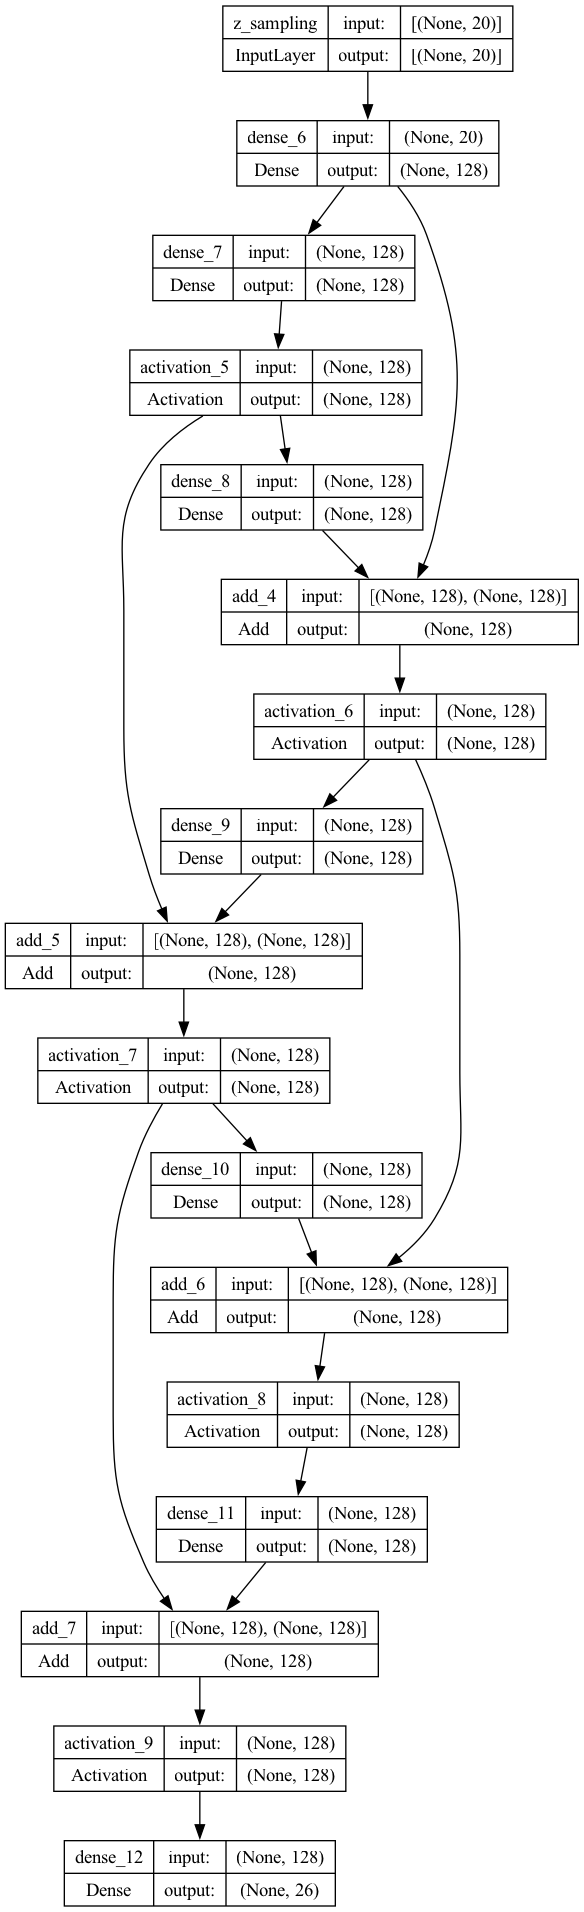 z_sampling input: [(None, 20)]
InputLayer output: [(None, 20)]
dense_6 input: (None, 20)
Dense output: (None, 128)
dense_7 input: (None, 128)
Dense output: (None, 128)
activation_5 input: (None, 128)
Activation output: (None, 128)
dense_8 input: (None, 128)
Dense output: (None, 128)
add_4 input: [(None, 128), (None, 128)]
Add output: (None, 128)
activation_6 input: (None, 128)
Activation output: (None, 128)
dense_9 input: (None, 128)
Dense output: (None, 128)
add_5 input: [(None, 128), (None, 128)]
Add output: (None, 128)
activation_7 input: (None, 128)
Activation output: (None, 128)
dense_10 input: (None, 128)
Dense output: (None, 128)
add_6 input: [(None, 128), (None, 128)]
Add output: (None, 128)
activation_8 input: (None, 128)
Activation output: (None, 128)
dense_11 input: (None, 128)
Dense output: (None, 128)
add_7 input: [(None, 128), (None, 128)]
Add output: (None, 128)
activation_9 input: (None, 128)
Activation output: (None, 128)
dense_12 input: (None, 128)
Dense output: (None, 26)